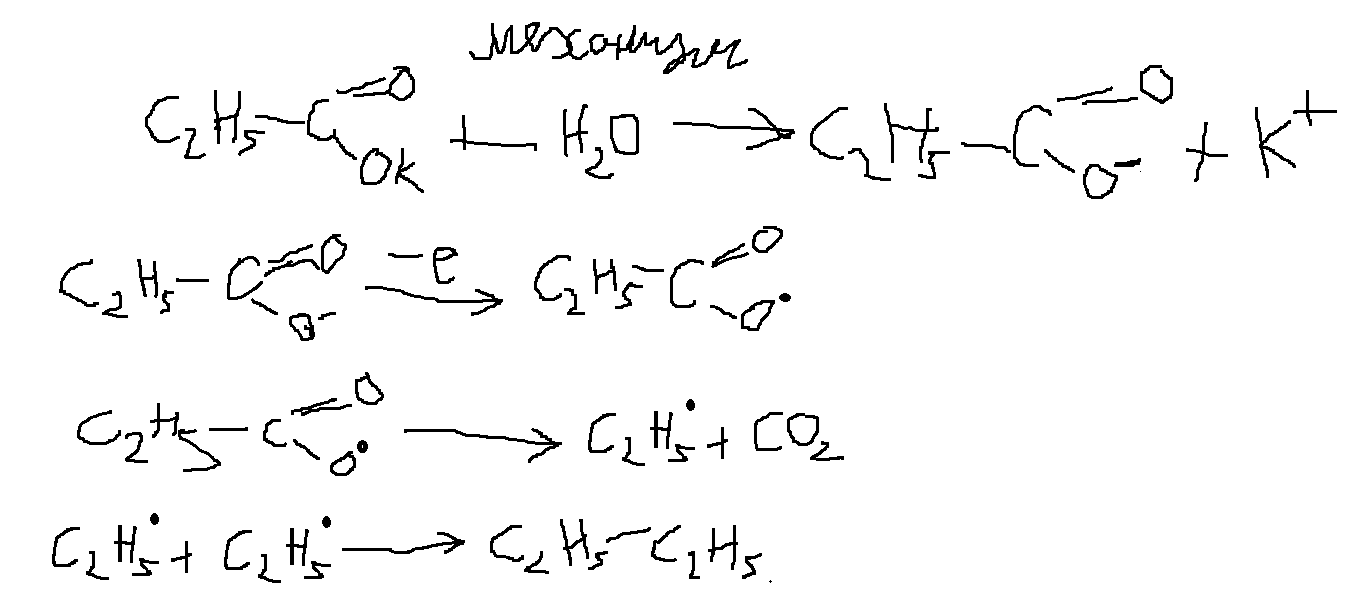 механизм
C₂H₅—C(=O)OK + H₂O → C₂H₅—C(=O)O⁻ + K⁺
C₂H₅—C(=O)O⁻ –e → C₂H₅—C(=O)O•
C₂H₅—C(=O)O• → C₂H₅• + CO₂
C₂H₅• + C₂H₅• → C₂H₅—C₂H₅